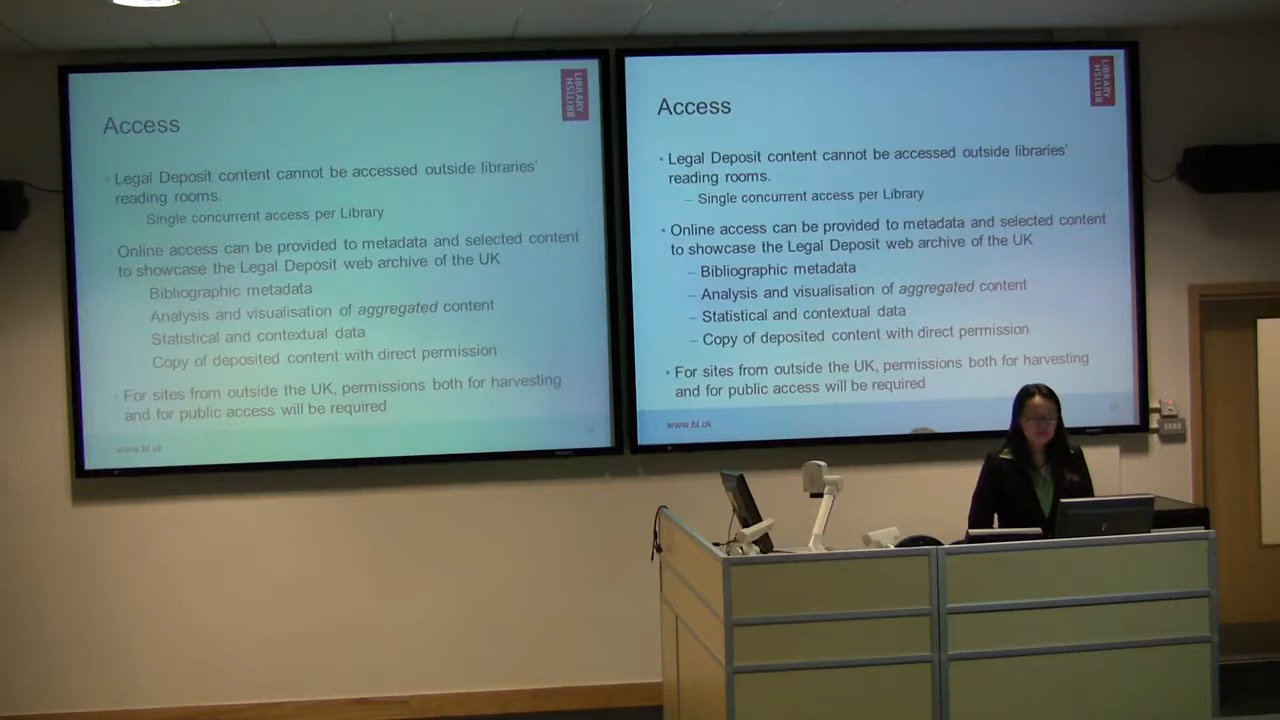 Access
Legal Deposit content cannot be accessed outside libraries'
reading rooms.
Single concurrent access per Library
Online access can be provided to metadata and selected content
to showcase the Legal Deposit web archive of the UK
Bibliographic metadata
Analysis and visualisation of aggregated content
Statistical and contextual data
Copy of deposited content with direct permission
For sites from outside the UK, permissions both for harvesting
and for public access will be required
www.bl.uk
BRITISH
LIBRARY
Access
• Legal Deposit content cannot be accessed outside libraries'
reading rooms.
– Single concurrent access per Library
• Online access can be provided to metadata and selected content
to showcase the Legal Deposit web archive of the UK
– Bibliographic metadata
– Analysis and visualisation of aggregated content
– Statistical and contextual data
– Copy of deposited content with direct permission
• For sites from outside the UK, permissions both for harvesting
and for public access will be required
www.bl.uk
BRITISH
LIBRARY